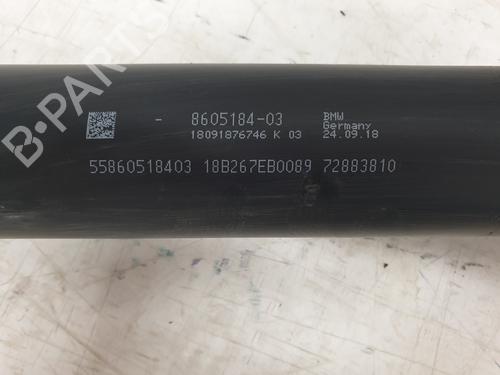 - 8605184-03 BMW
Germany
18091876746 K 03 24.09.18
55860518403 18B267EB0089 72883810
B-PARTS